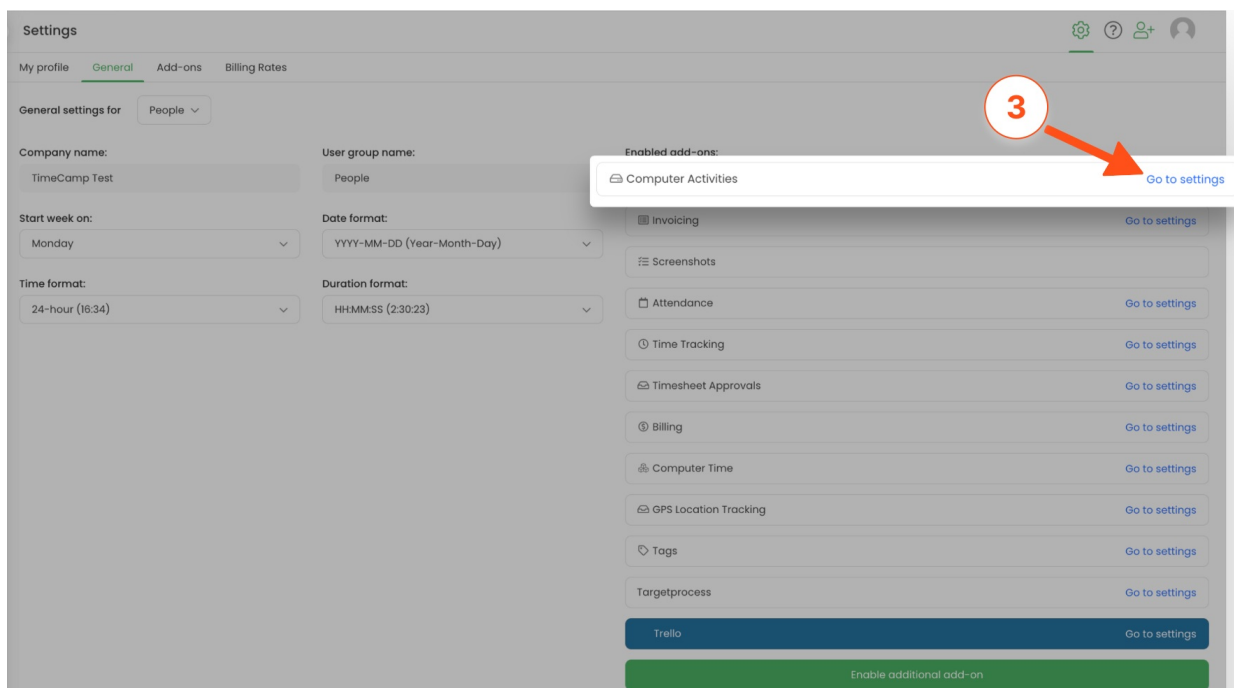 Settings
My profile General Add-ons Billing Rates
General settings for People
3
Company name:
TimeCamp Test
User group name:
People
Start week on:
Monday
Date format:
YYYY-MM-DD (Year-Month-Day)
Time format:
24-hour (16:34)
Duration format:
HH:MM:SS (2:30:23)
Enabled add-ons:
Computer Activities Go to settings
Invoicing Go to settings
Screenshots
Attendance Go to settings
Time Tracking Go to settings
Timesheet Approvals Go to settings
Billing Go to settings
Computer Time Go to settings
GPS Location Tracking Go to settings
Tags Go to settings
Targetprocess Go to settings
Trello Go to settings
Enable additional add-on